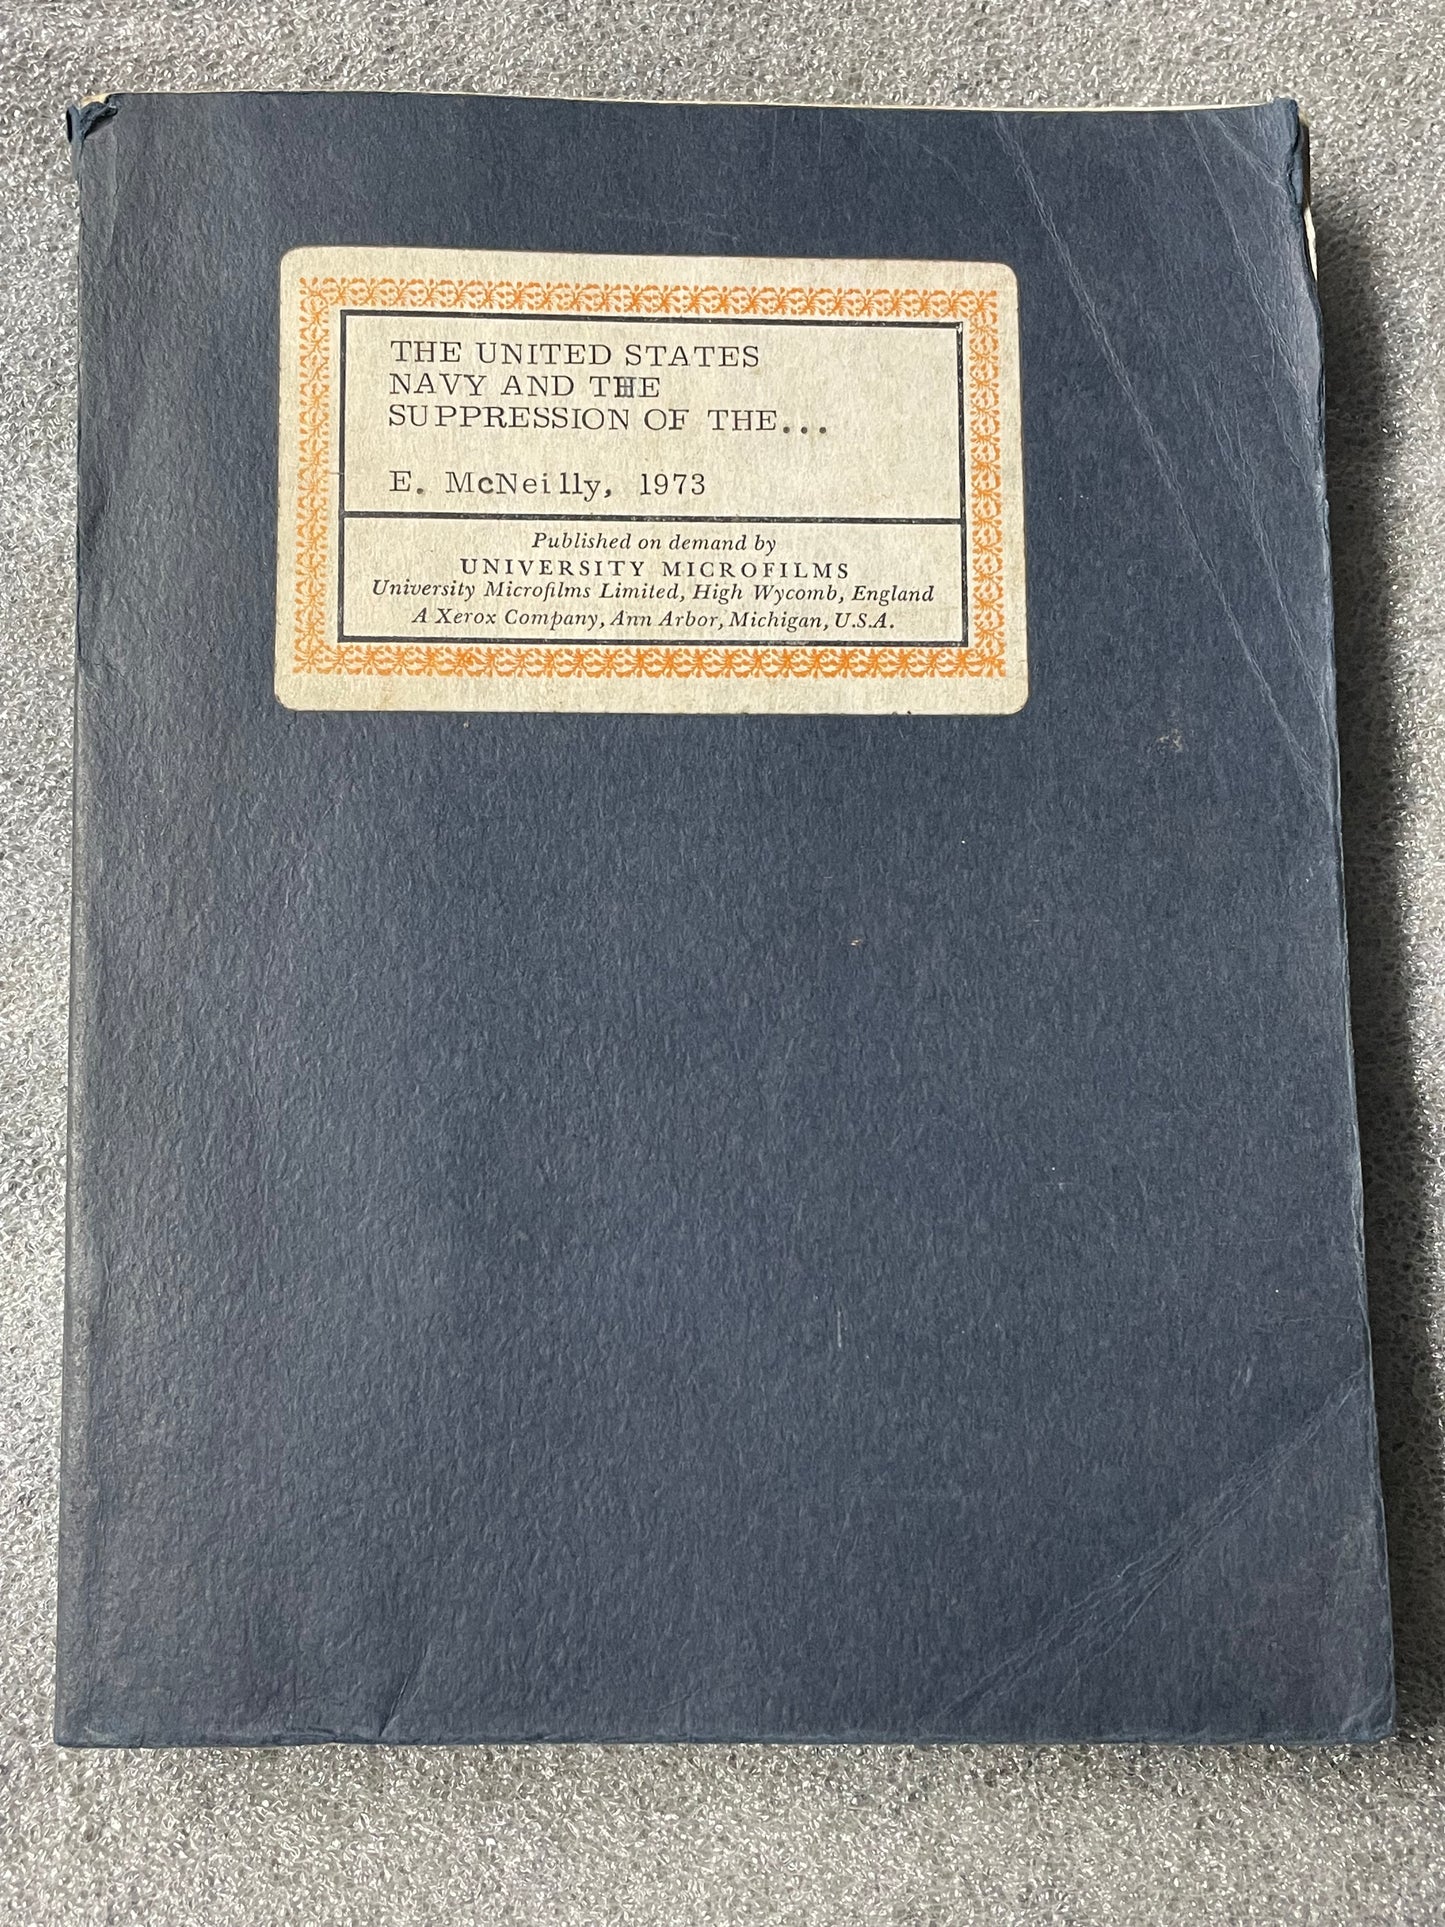 THE UNITED STATES
NAVY AND THE
SUPPRESSION OF THE...
E. McNeilly, 1973
Published on demand by
UNIVERSITY MICROFILMS
University Microfilms Limited, High Wycomb, England
A Xerox Company, Ann Arbor, Michigan, U.S.A.